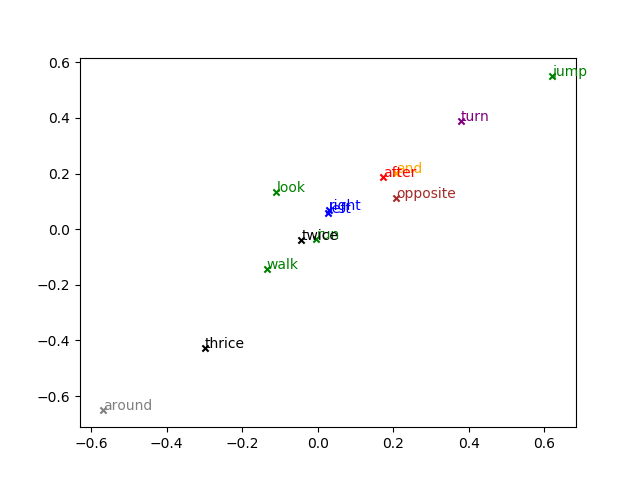 0.6
0.4
0.2
0.0
−0.2
−0.4
−0.6
−0.6
−0.4
−0.2
0.0
0.2
0.4
0.6
jump
turn
and
after
look
opposite
right
left
twice
run
walk
thrice
around